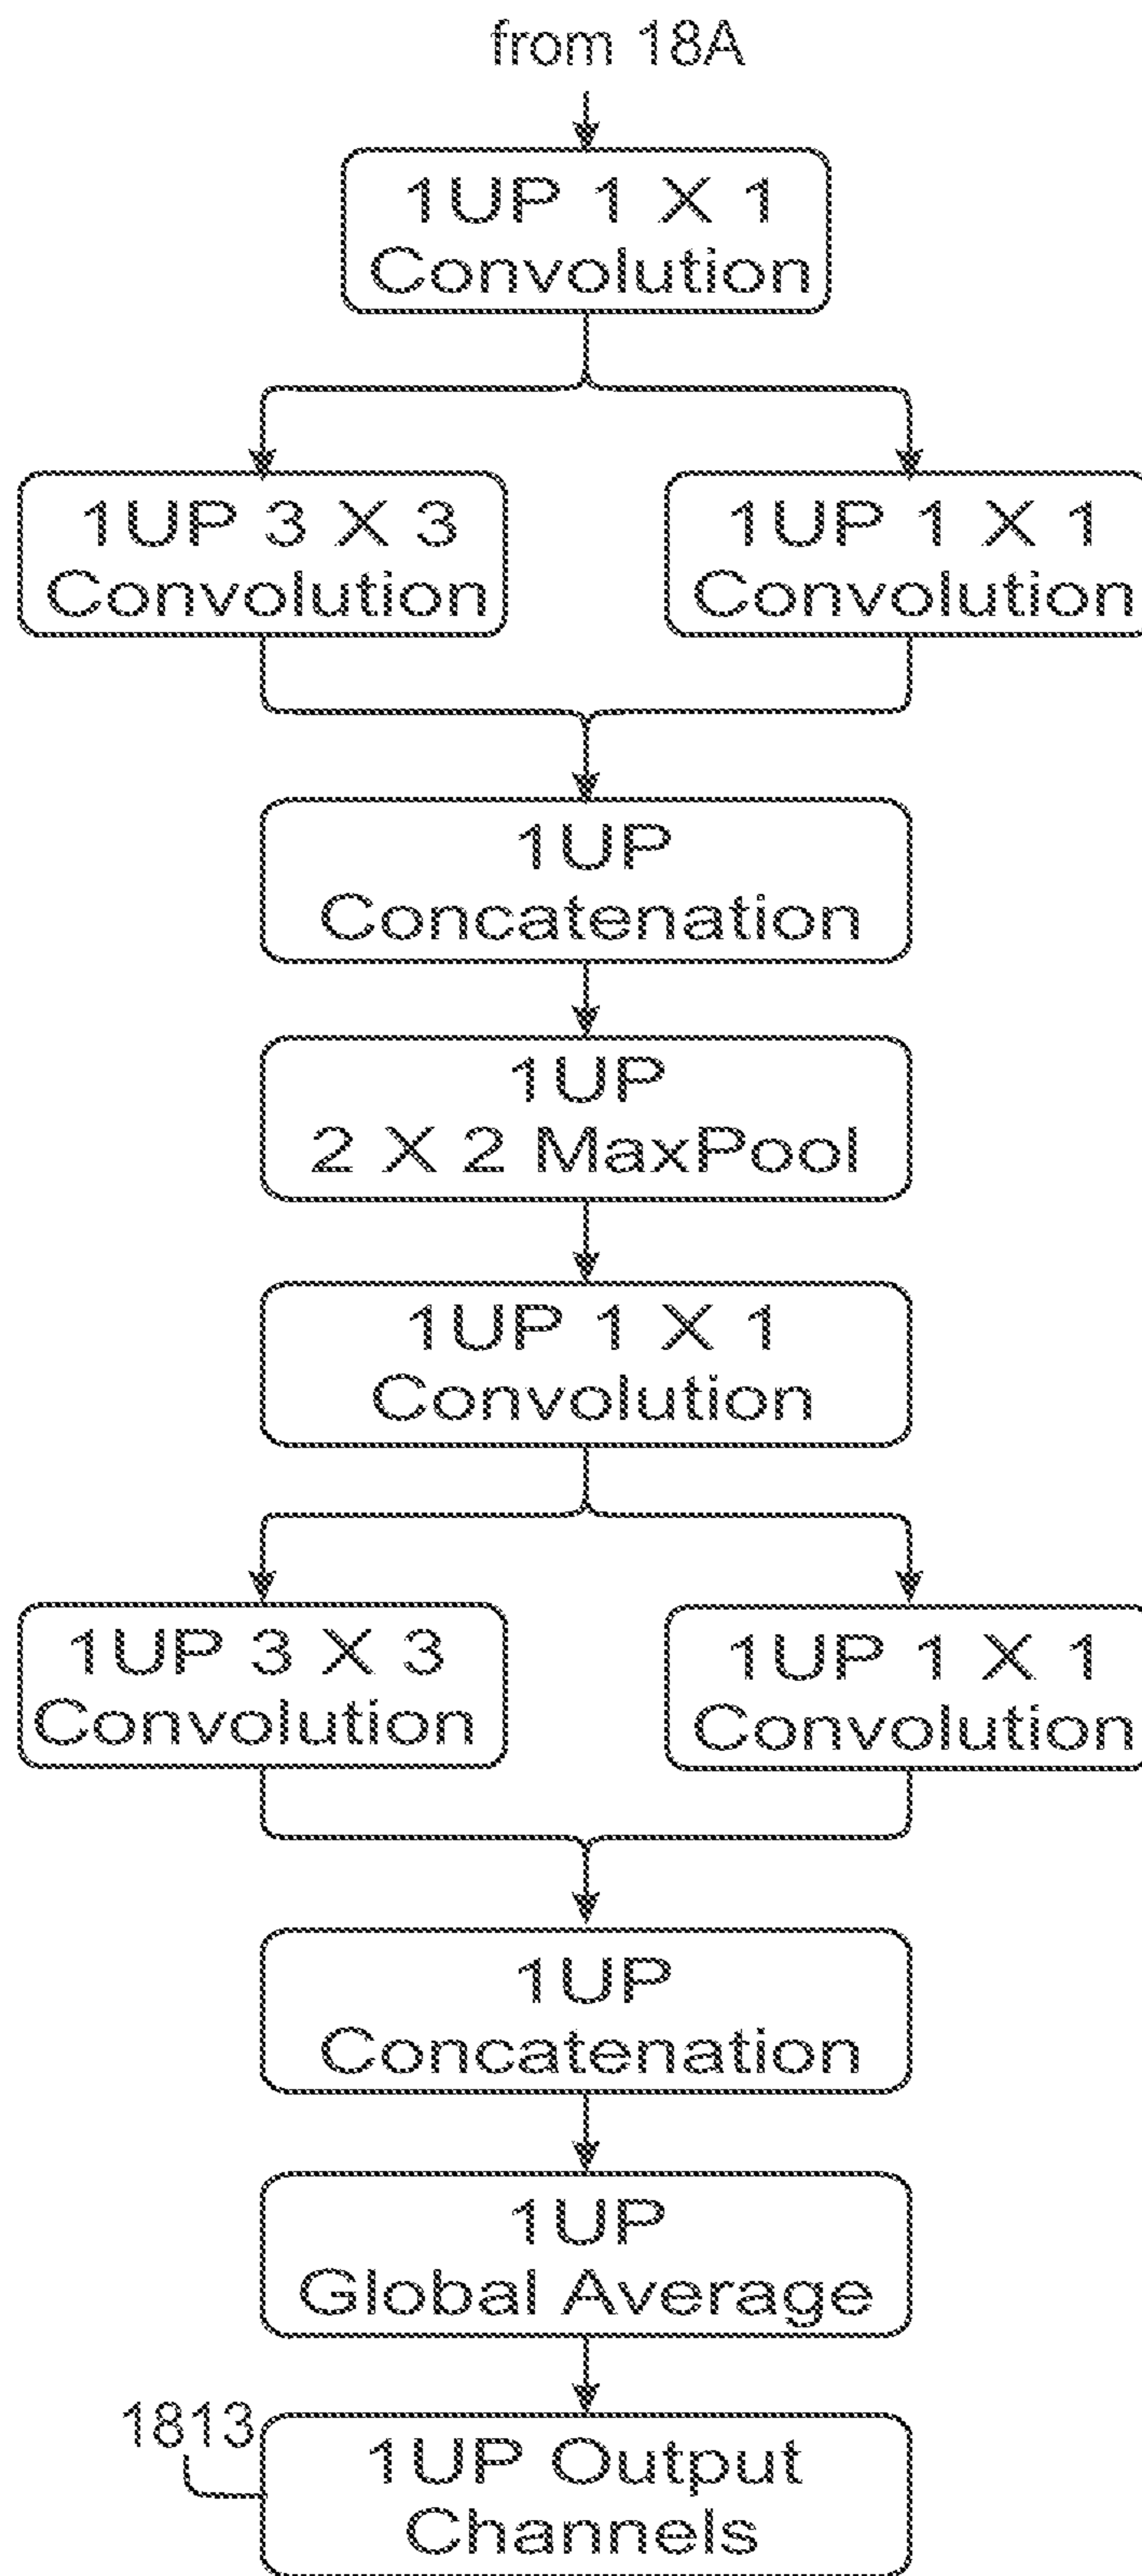 from 18A
1UP 1 X 1
Convolution
1UP 3 X 3
Convolution
1UP 1 X 1
Convolution
1UP
Concatenation
1UP
2 X 2 MaxPool
1UP 1 X 1
Convolution
1UP 3 X 3
Convolution
1UP 1 X 1
Convolution
1UP
Concatenation
1UP
Global Average
1813
1UP Output
Channels